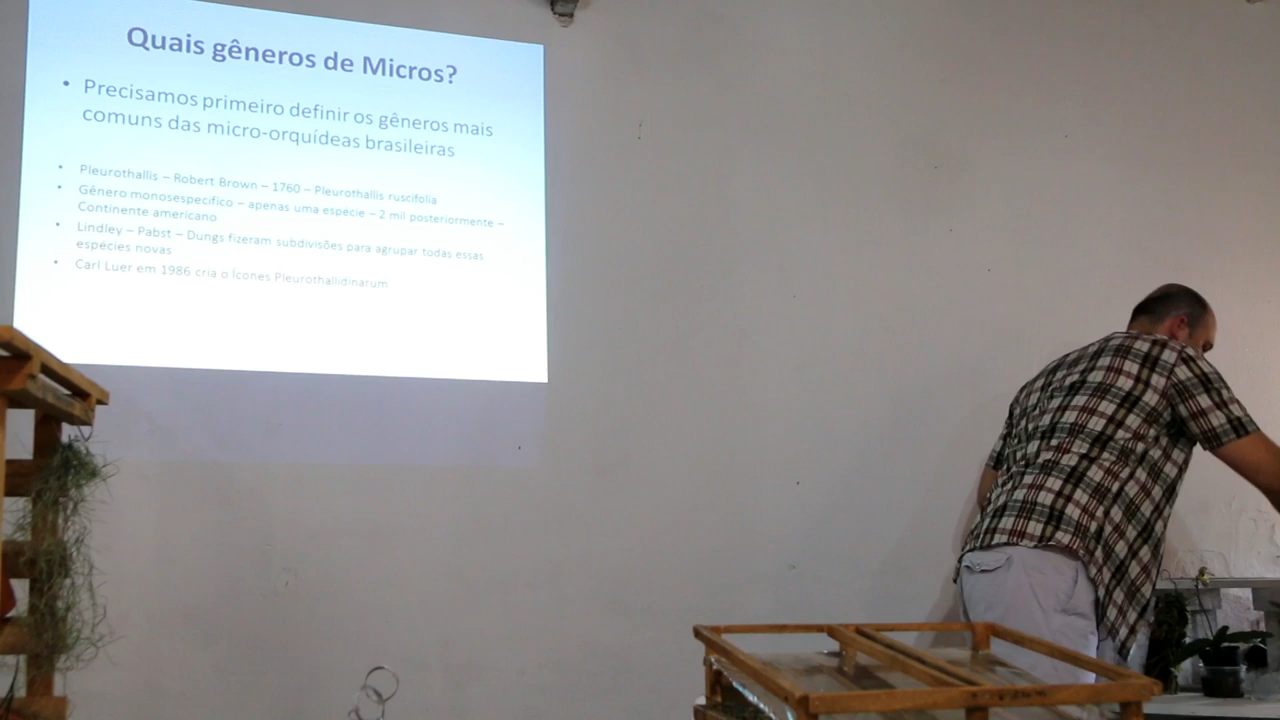 Quais gêneros de Micros?
• Precisamos primeiro definir os gêneros mais
comuns das micro-orquídeas brasileiras
• Pleurothallis – Robert Brown – 1760 – Pleurothallis ruscifolia
• Gênero monosespecífico – apenas uma espécie – 2 mil posteriormente –
Continente americano
• Lindley – Pabst – Dungs fizeram subdivisões para agrupar todas essas
espécies novas
• Carl Luer em 1986 cria o Ícones Pleurothallidinarum